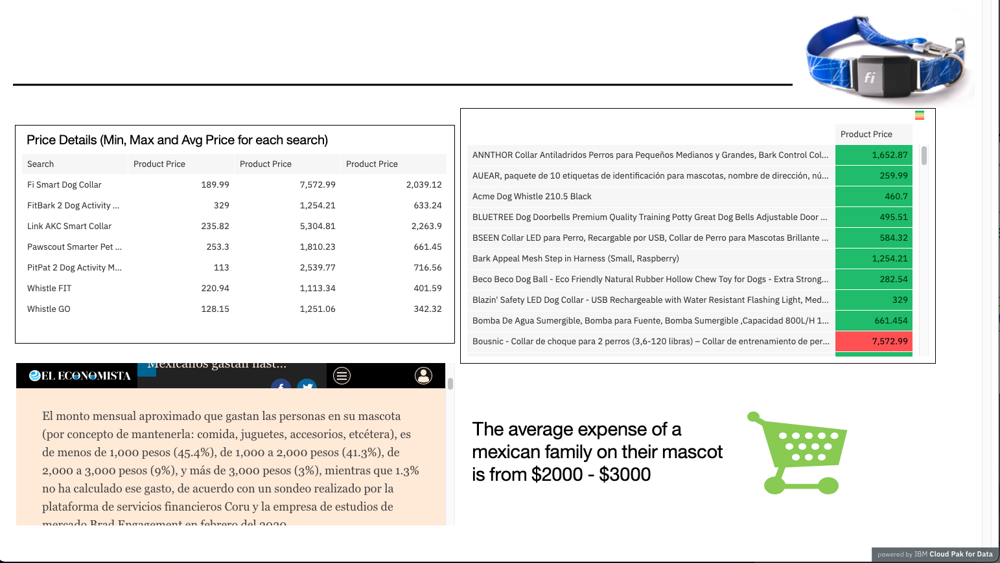 fi
Price Details (Min, Max and Avg Price for each search)
Search Product Price Product Price Product Price
Fi Smart Dog Collar 189.99 7,572.99 2,039.12
FitBark 2 Dog Activity ... 329 1,254.21 633.24
Link AKC Smart Collar 235.82 5,304.81 2,263.9
Pawscout Smarter Pet ... 253.3 1,810.23 661.45
PitPat 2 Dog Activity M... 113 2,539.77 716.56
Whistle FIT 220.94 1,113.34 401.59
Whistle GO 128.15 1,251.06 342.32
Product Price
ANNTHOR Collar Antiladridos Perros para Pequeños Medianos y Grandes, Bark Control Col... 1,652.87
AUEAR, paquete de 10 etiquetas de identificación para mascotas, nombre de dirección, nú... 259.99
Acme Dog Whistle 210.5 Black 460.7
BLUETREE Dog Doorbells Premium Quality Training Potty Great Dog Bells Adjustable Door ... 495.51
BSEEN Collar LED para Perro, Recargable por USB, Collar de Perro para Mascotas Brillante ... 584.32
Bark Appeal Mesh Step in Harness (Small, Raspberry) 1,254.21
Beco Beco Dog Ball - Eco Friendly Natural Rubber Hollow Chew Toy for Dogs - Extra Strong... 282.54
Blazin' Safety LED Dog Collar - USB Rechargeable with Water Resistant Flashing Light, Med... 329
Bomba De Agua Sumergible, Bomba para Fuente, Bomba Sumergible ,Capacidad 800L/H 1... 661.454
Bousnic - Collar de choque para 2 perros (3,6-120 libras) – Collar de entrenamiento de per... 7,572.99
Mexicanos gastan hast...
EL ECONOMISTA
El monto mensual aproximado que gastan las personas en su mascota
(por concepto de mantenerla: comida, juguetes, accesorios, etcétera), es
de menos de 1,000 pesos (45.4%), de 1,000 a 2,000 pesos (41.3%), de
2,000 a 3,000 pesos (9%), y más de 3,000 pesos (3%), mientras que 1.3%
no ha calculado ese gasto, de acuerdo con un sondeo realizado por la
plataforma de servicios financieros Coru y la empresa de estudios de
mercado Brad Engagement en febrero del 2020
The average expense of a
mexican family on their mascot
is from $2000 - $3000
powered by IBM Cloud Pak for Data